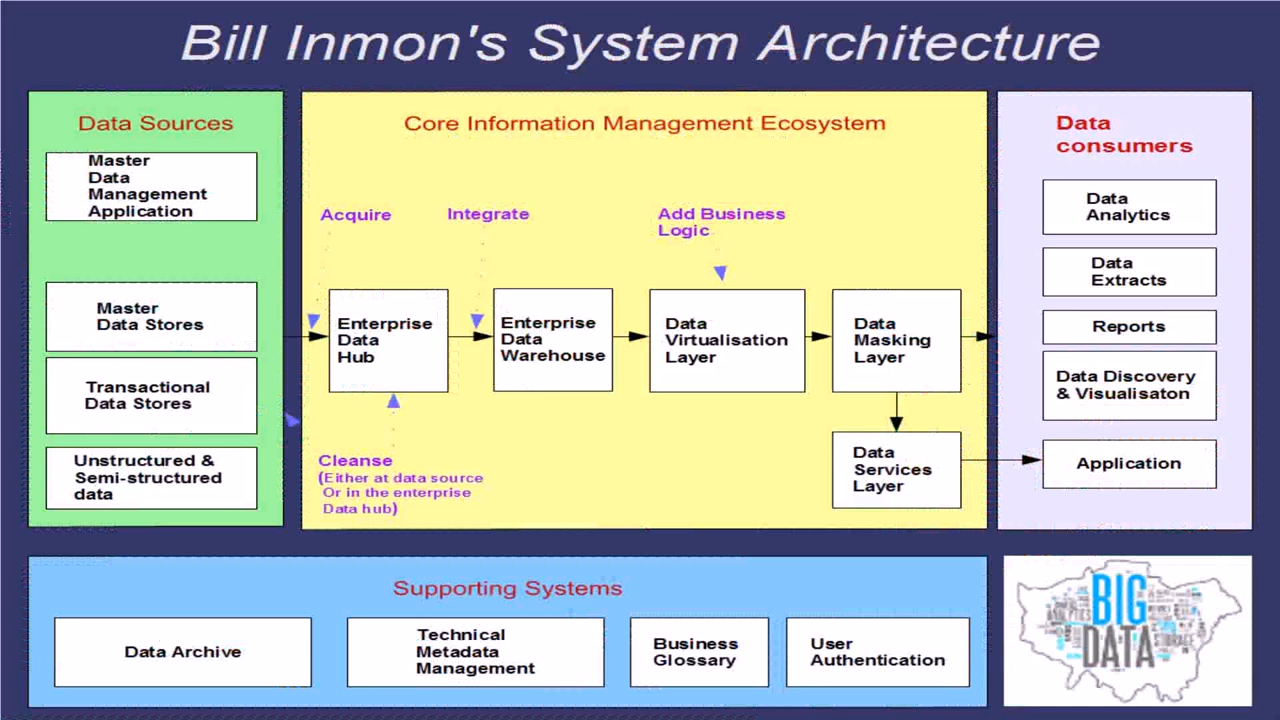 Bill Inmon's System Architecture
Data Sources
Master
Data
Management
Application
Master
Data Stores
Transactional
Data Stores
Unstructured &
Semi-structured
data
Core Information Management Ecosystem
Acquire
Integrate
Add Business
Logic
Enterprise
Data
Hub
Enterprise
Data
Warehouse
Data
Virtualisation
Layer
Data
Masking
Layer
Cleanse
(Either at data source
Or in the enterprise
Data hub)
Data
Services
Layer
Data
consumers
Data
Analytics
Data
Extracts
Reports
Data Discovery
& Visualisaton
Application
Supporting Systems
Data Archive
Technical
Metadata
Management
Business
Glossary
User
Authentication
BIG
DATA
ANALYTICS
STORAGE